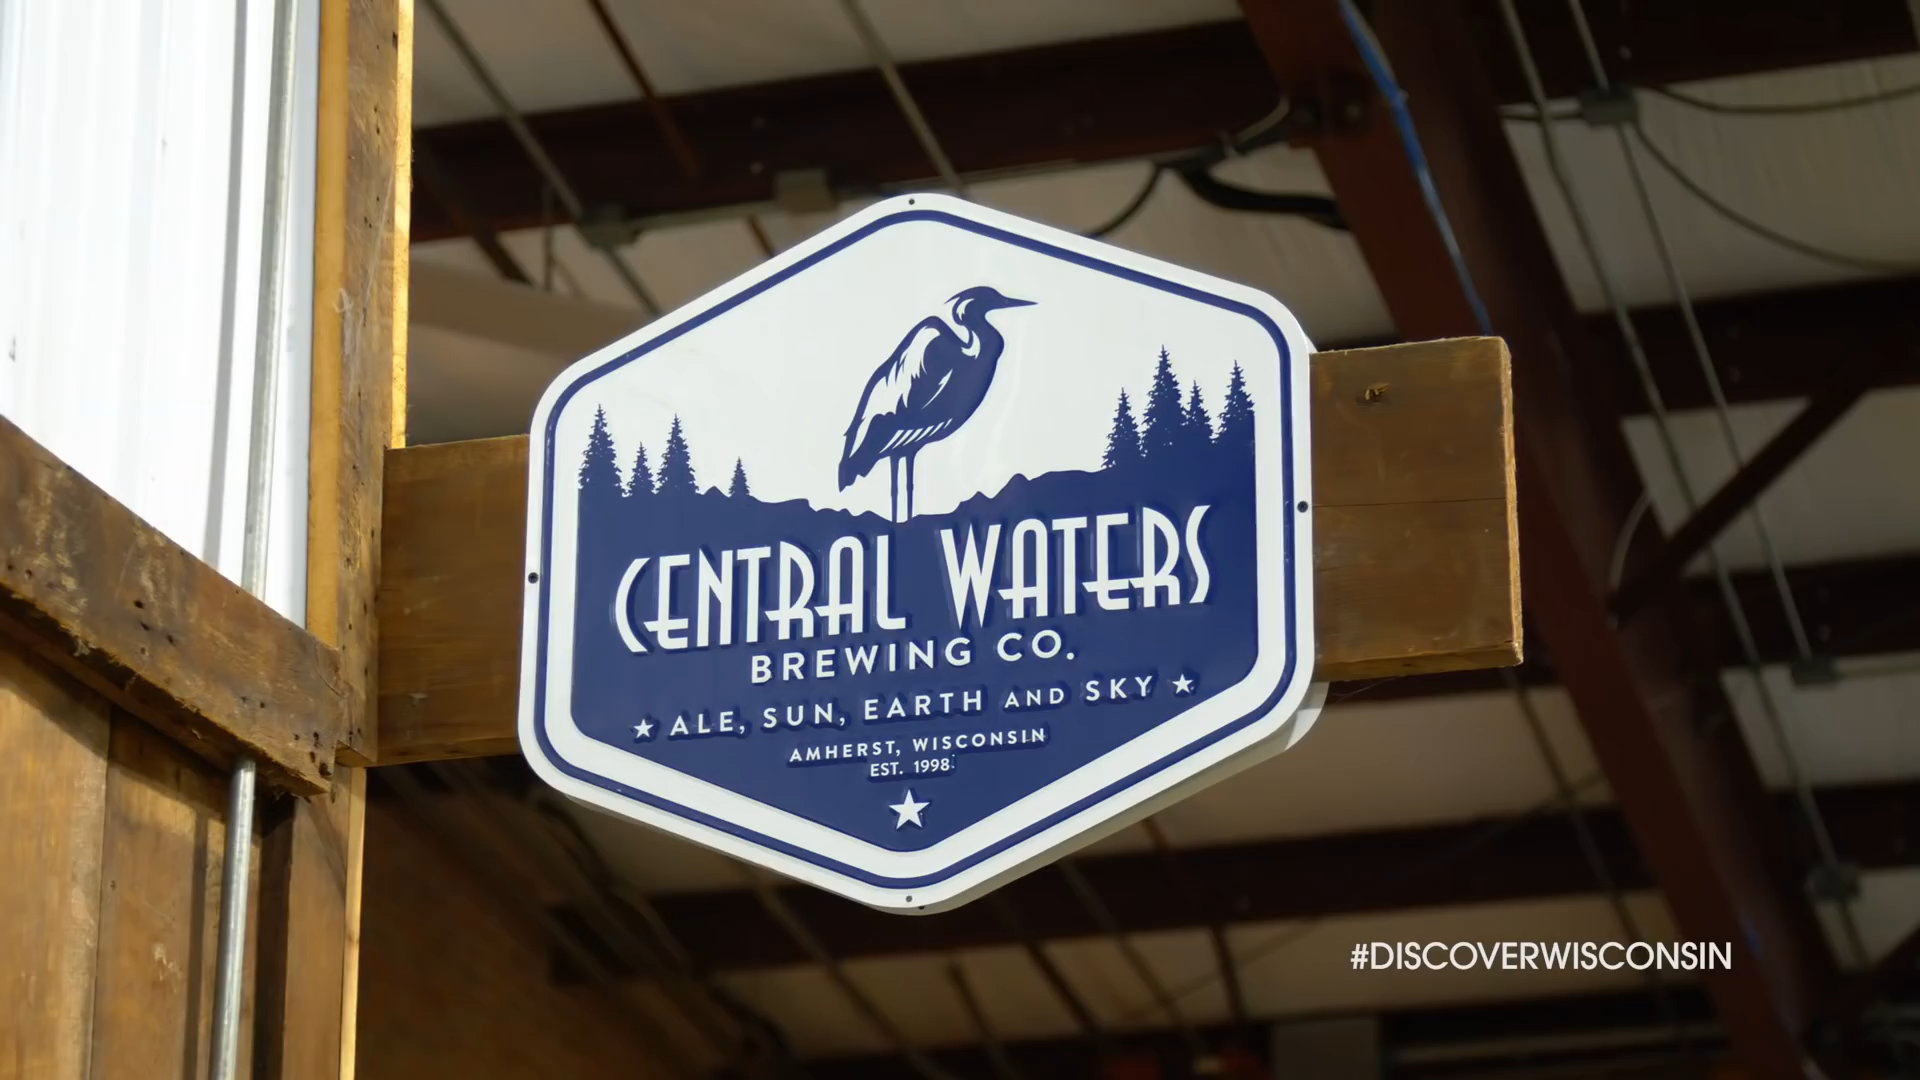 CENTRAL WATERS
BREWING CO.
★ ALE, SUN, EARTH AND SKY ★
AMHERST, WISCONSIN
EST. 1998
#DISCOVERWISCONSIN